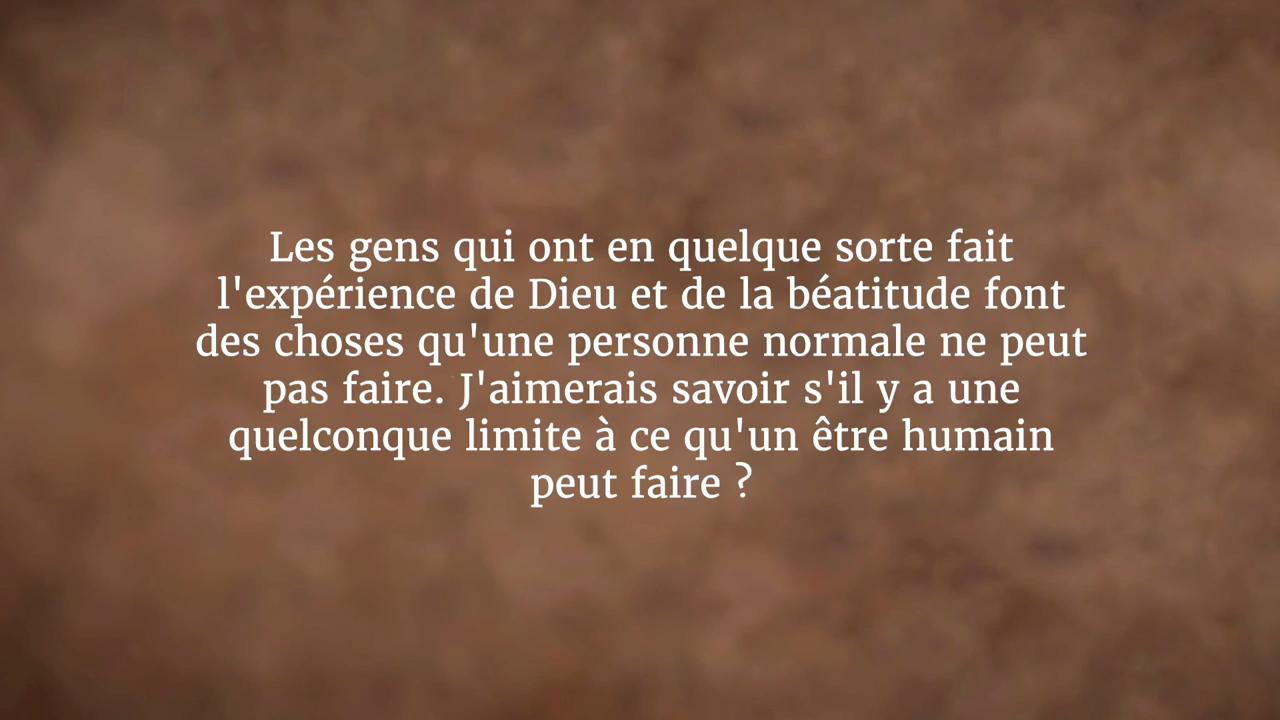 Les gens qui ont en quelque sorte fait
l'expérience de Dieu et de la béatitude font
des choses qu'une personne normale ne peut
pas faire. J'aimerais savoir s'il y a une
quelconque limite à ce qu'un être humain
peut faire ?